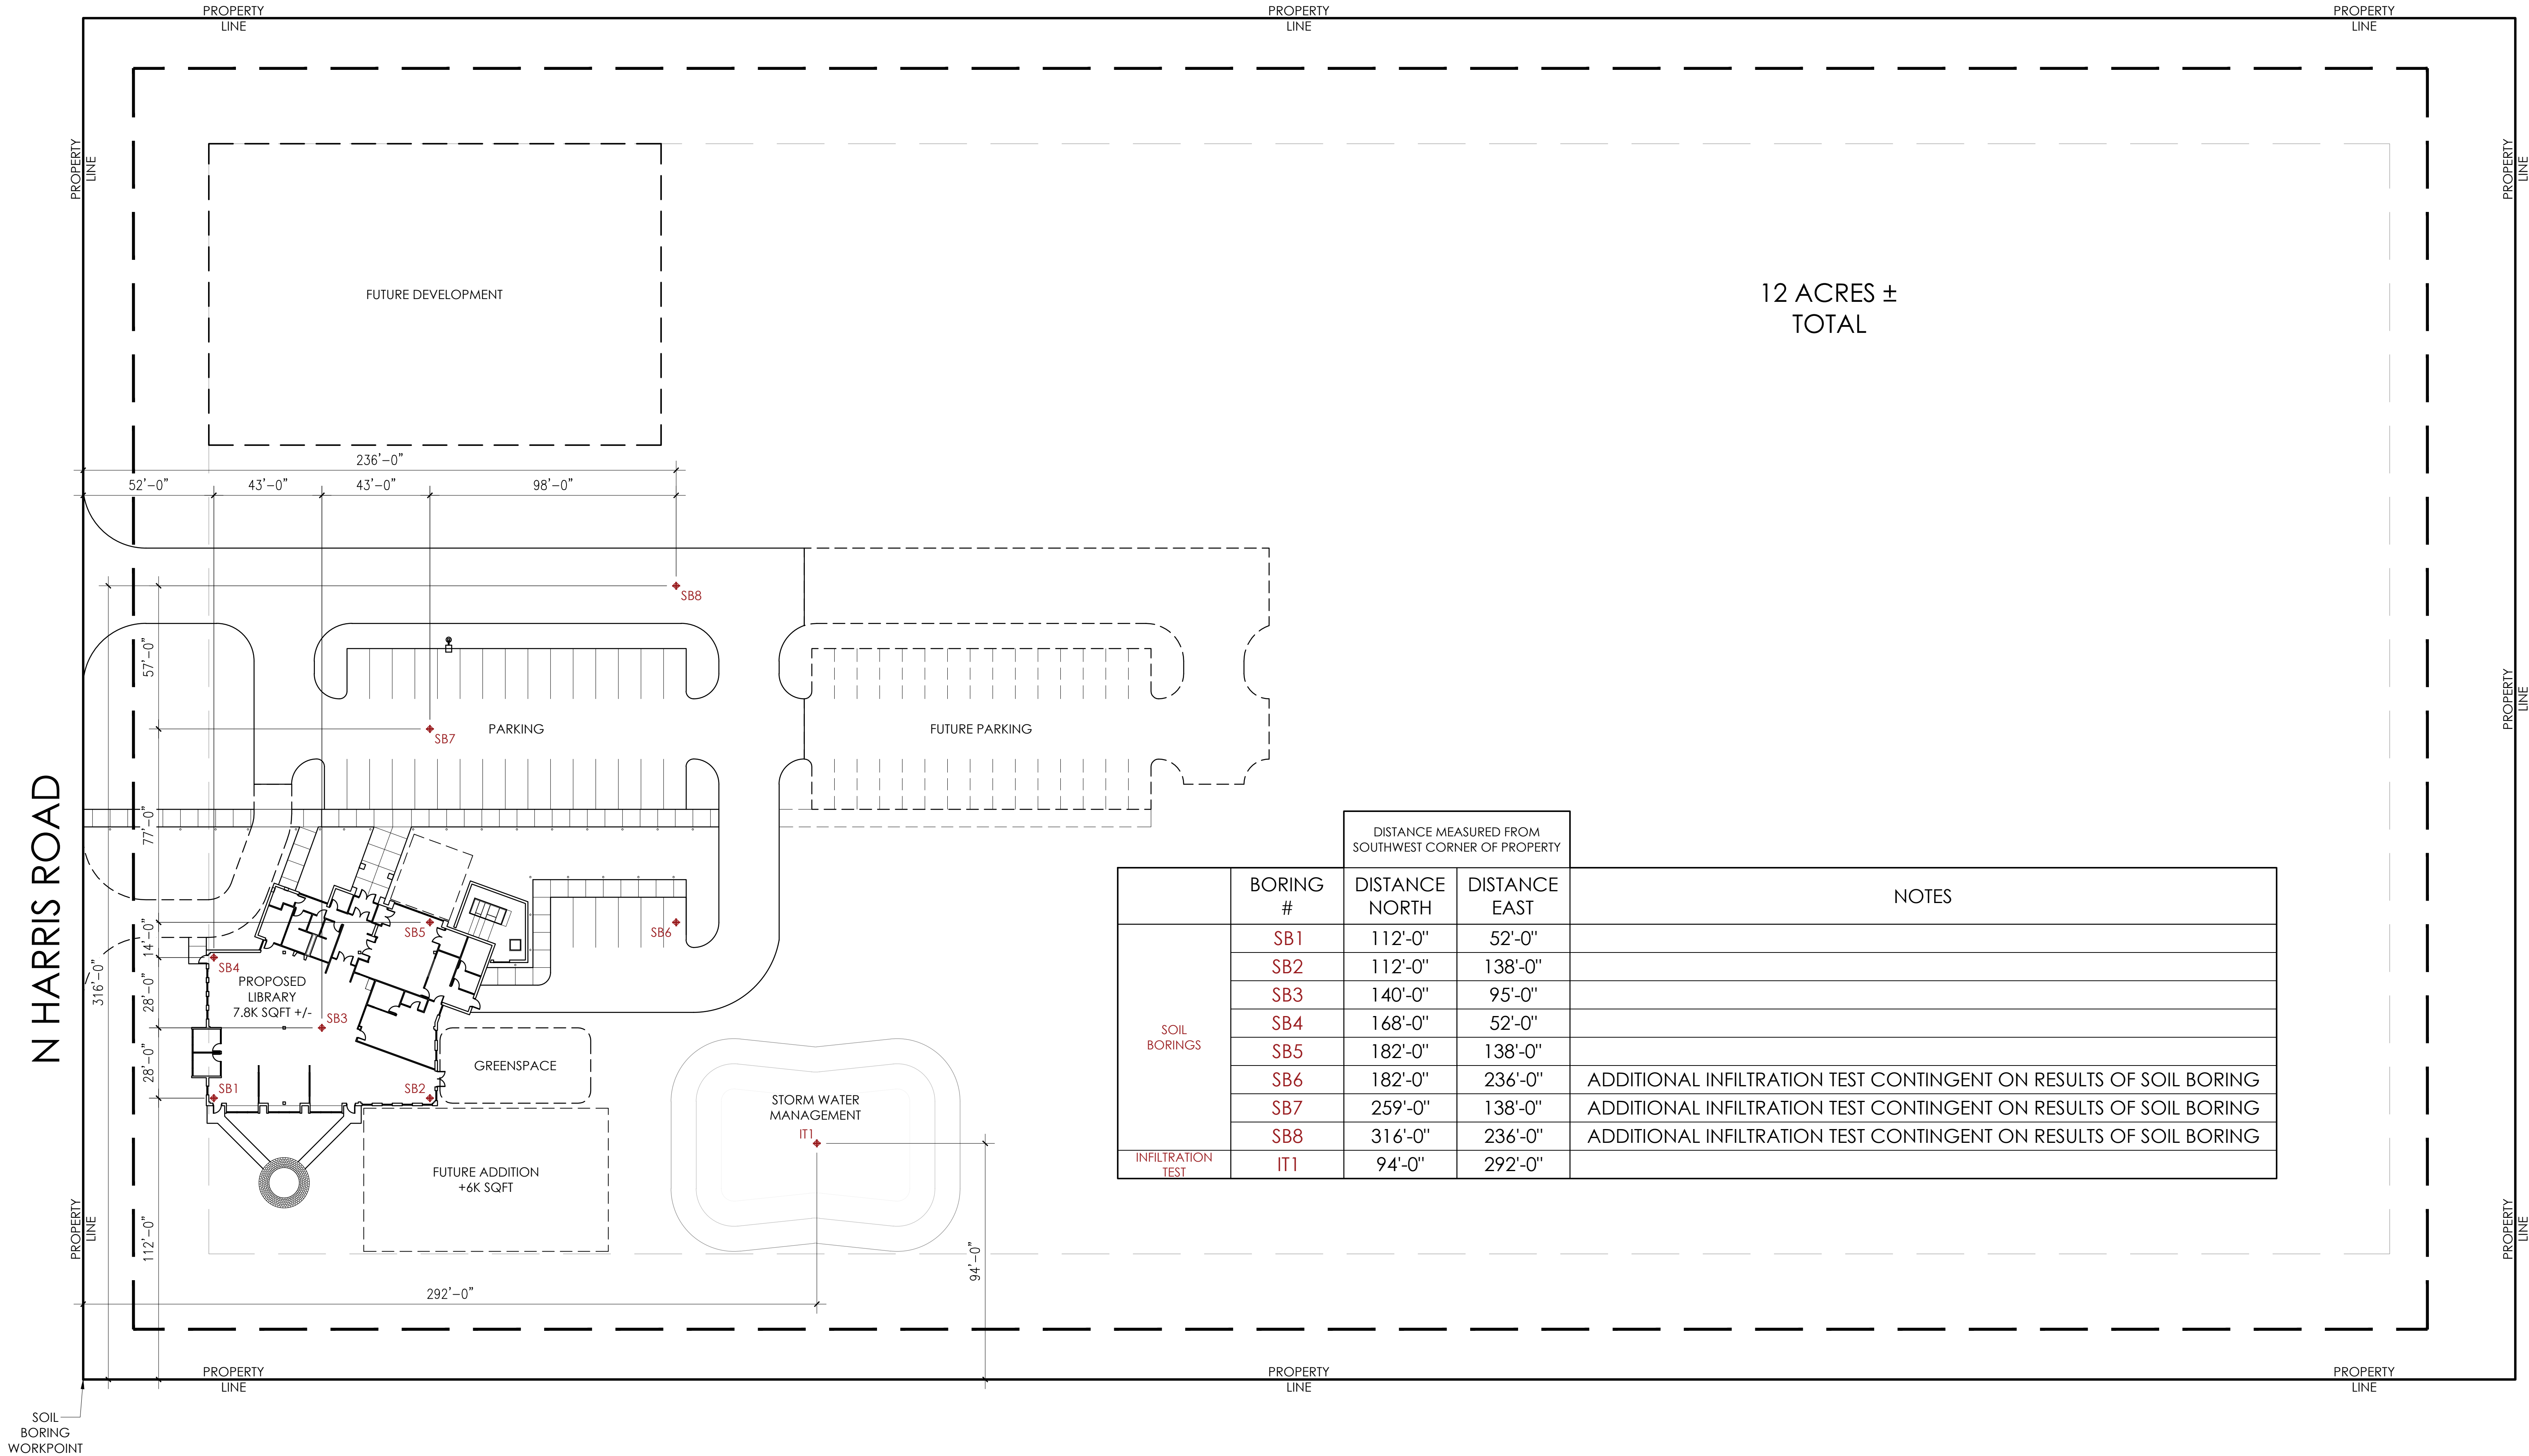 PROPERTY
LINE
PROPERTY
LINE
PROPERTY
LINE
PROPERTY
LINE
PROPERTY
LINE
FUTURE DEVELOPMENT
12 ACRES ±
TOTAL
236'-0"
52'-0"
43'-0"
43'-0"
98'-0"
SB8
57'-0"
PROPERTY
LINE
SB7
PARKING
FUTURE PARKING
N HARRIS ROAD
77'-0"
14'-0"
SB5
SB6
SB4
316'-0"
28'-0"
PROPOSED
LIBRARY
7.8K SQFT +/-
SB3
28'-0"
GREENSPACE
SB1
SB2
STORM WATER
MANAGEMENT
IT1
FUTURE ADDITION
+6K SQFT
112'-0"
94'-0"
292'-0"
DISTANCE MEASURED FROM
SOUTHWEST CORNER OF PROPERTY
BORING
#
DISTANCE
NORTH
DISTANCE
EAST
NOTES
SOIL
BORINGS
SB1 112'-0" 52'-0"
SB2 112'-0" 138'-0"
SB3 140'-0" 95'-0"
SB4 168'-0" 52'-0"
SB5 182'-0" 138'-0"
SB6 182'-0" 236'-0" ADDITIONAL INFILTRATION TEST CONTINGENT ON RESULTS OF SOIL BORING
SB7 259'-0" 138'-0" ADDITIONAL INFILTRATION TEST CONTINGENT ON RESULTS OF SOIL BORING
SB8 316'-0" 236'-0" ADDITIONAL INFILTRATION TEST CONTINGENT ON RESULTS OF SOIL BORING
INFILTRATION
TEST
IT1 94'-0" 292'-0"
PROPERTY
LINE
PROPERTY
LINE
PROPERTY
LINE
PROPERTY
LINE
PROPERTY
LINE
SOIL
BORING
WORKPOINT